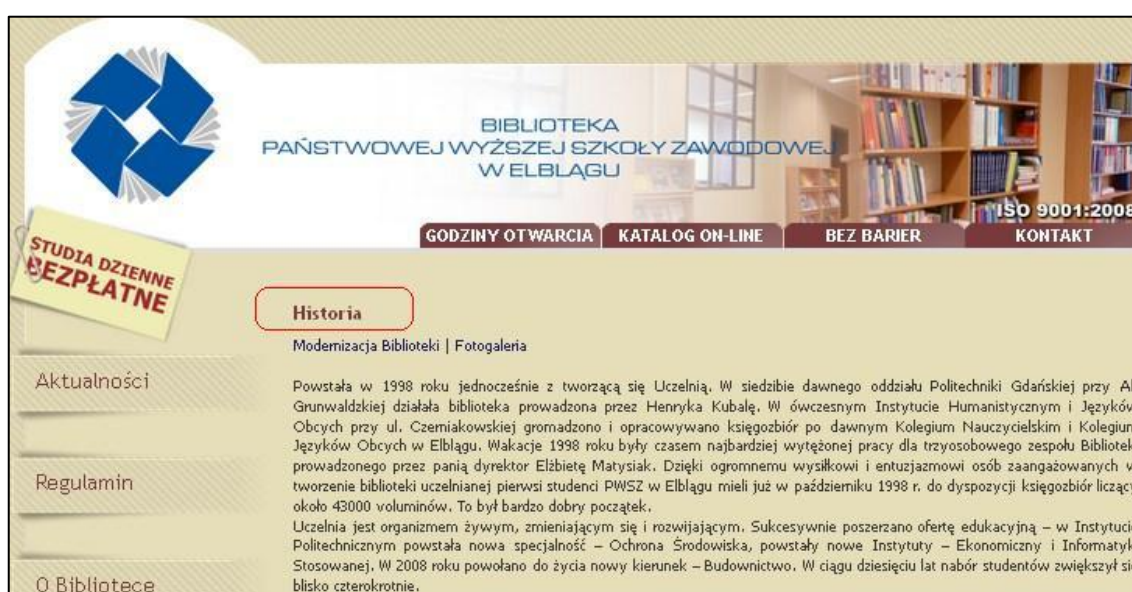 BIBLIOTEKA
PAŃSTWOWEJ WYŻSZEJ SZKOŁY ZAWODOWEJ
W ELBLĄGU
ISO 9001:2008
GODZINY OTWARCIA KATALOG ON-LINE BEZ BARIER KONTAKT
STUDIA DZIENNE
BEZPŁATNE
Historia
Modernizacja Biblioteki | Fotogaleria
Aktualności
Regulamin
O Bibliotece
Powstała w 1998 roku jednocześnie z tworzącą się Uczelnią. W siedzibie dawnego oddziału Politechniki Gdańskiej przy Al
Grunwaldzkiej działała biblioteka prowadzona przez Henryka Kubalę. W ówczesnym Instytucie Humanistycznym i Języków
Obcych przy ul. Czerniakowskiej gromadzono i opracowywano księgozbiór po dawnym Kolegium Nauczycielskim i Kolegium
Języków Obcych w Elblągu. Wakacje 1998 roku były czasem najbardziej wytężonej pracy dla trzyosobowego zespołu Bibliotek
prowadzonego przez panią dyrektor Elżbietę Matysiak. Dzięki ogromnemu wysiłkowi i entuzjazmowi osób zaangażowanych w
tworzenie biblioteki uczelnianej pierwsi studenci PWSZ w Elblągu mieli już w październiku 1998 r. do dyspozycji księgozbiór liczący
około 43000 voluminów. To był bardzo dobry początek.
Uczelnia jest organizmem żywym, zmieniającym się i rozwijającym. Sukcesywnie poszerzano ofertę edukacyjną – w Instytucie
Politechnicznym powstała nowa specjalność – Ochrona Środowiska, powstały nowe Instytuty – Ekonomiczny i Informatyk
Stosowanej. W 2008 roku powołano do życia nowy kierunek – Budownictwo. W ciągu dziesięciu lat nabór studentów zwiększył się
blisko czterokrotnie.